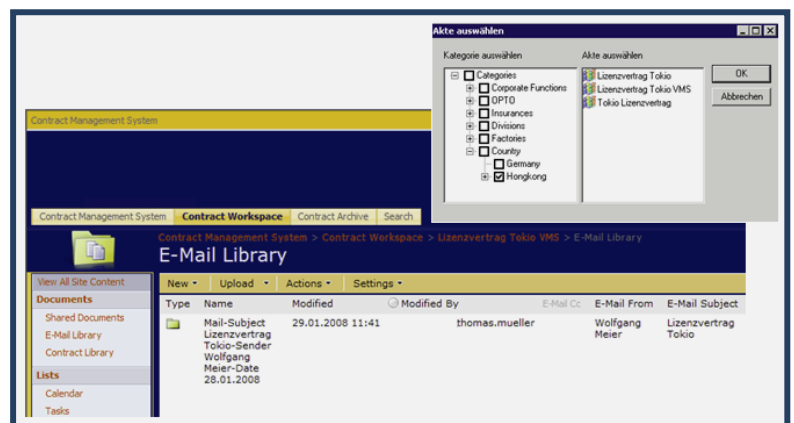 Akte auswählen
Kategorie auswählen
Akte auswählen
Categories
Corporate Functions
OPTO
Insurances
Divisions
Factories
Country
Germany
Hongkong
Lizenzvertrag Tokio
Lizenzvertrag Tokio VMS
Tokio Lizenzvertrag
OK
Abbrechen
Contract Management System
Contract Management System Contract Workspace Contract Archive Search
Contract Management System > Contract Workspace > Lizenzvertrag Tokio VMS > E-Mail Library
E-Mail Library
View All Site Content
Documents
Shared Documents
E-Mail Library
Contract Library
Lists
Calendar
Tasks
New Upload Actions Settings
Type Name Modified Modified By E-Mail Cc E-Mail From E-Mail Subject
Mail-Subject
Lizenzvertrag
Tokio-Sender
Wolfgang
Meier-Date
28.01.2008
29.01.2008 11:41
thomas.mueller
Wolfgang
Meier
Lizenzvertrag
Tokio